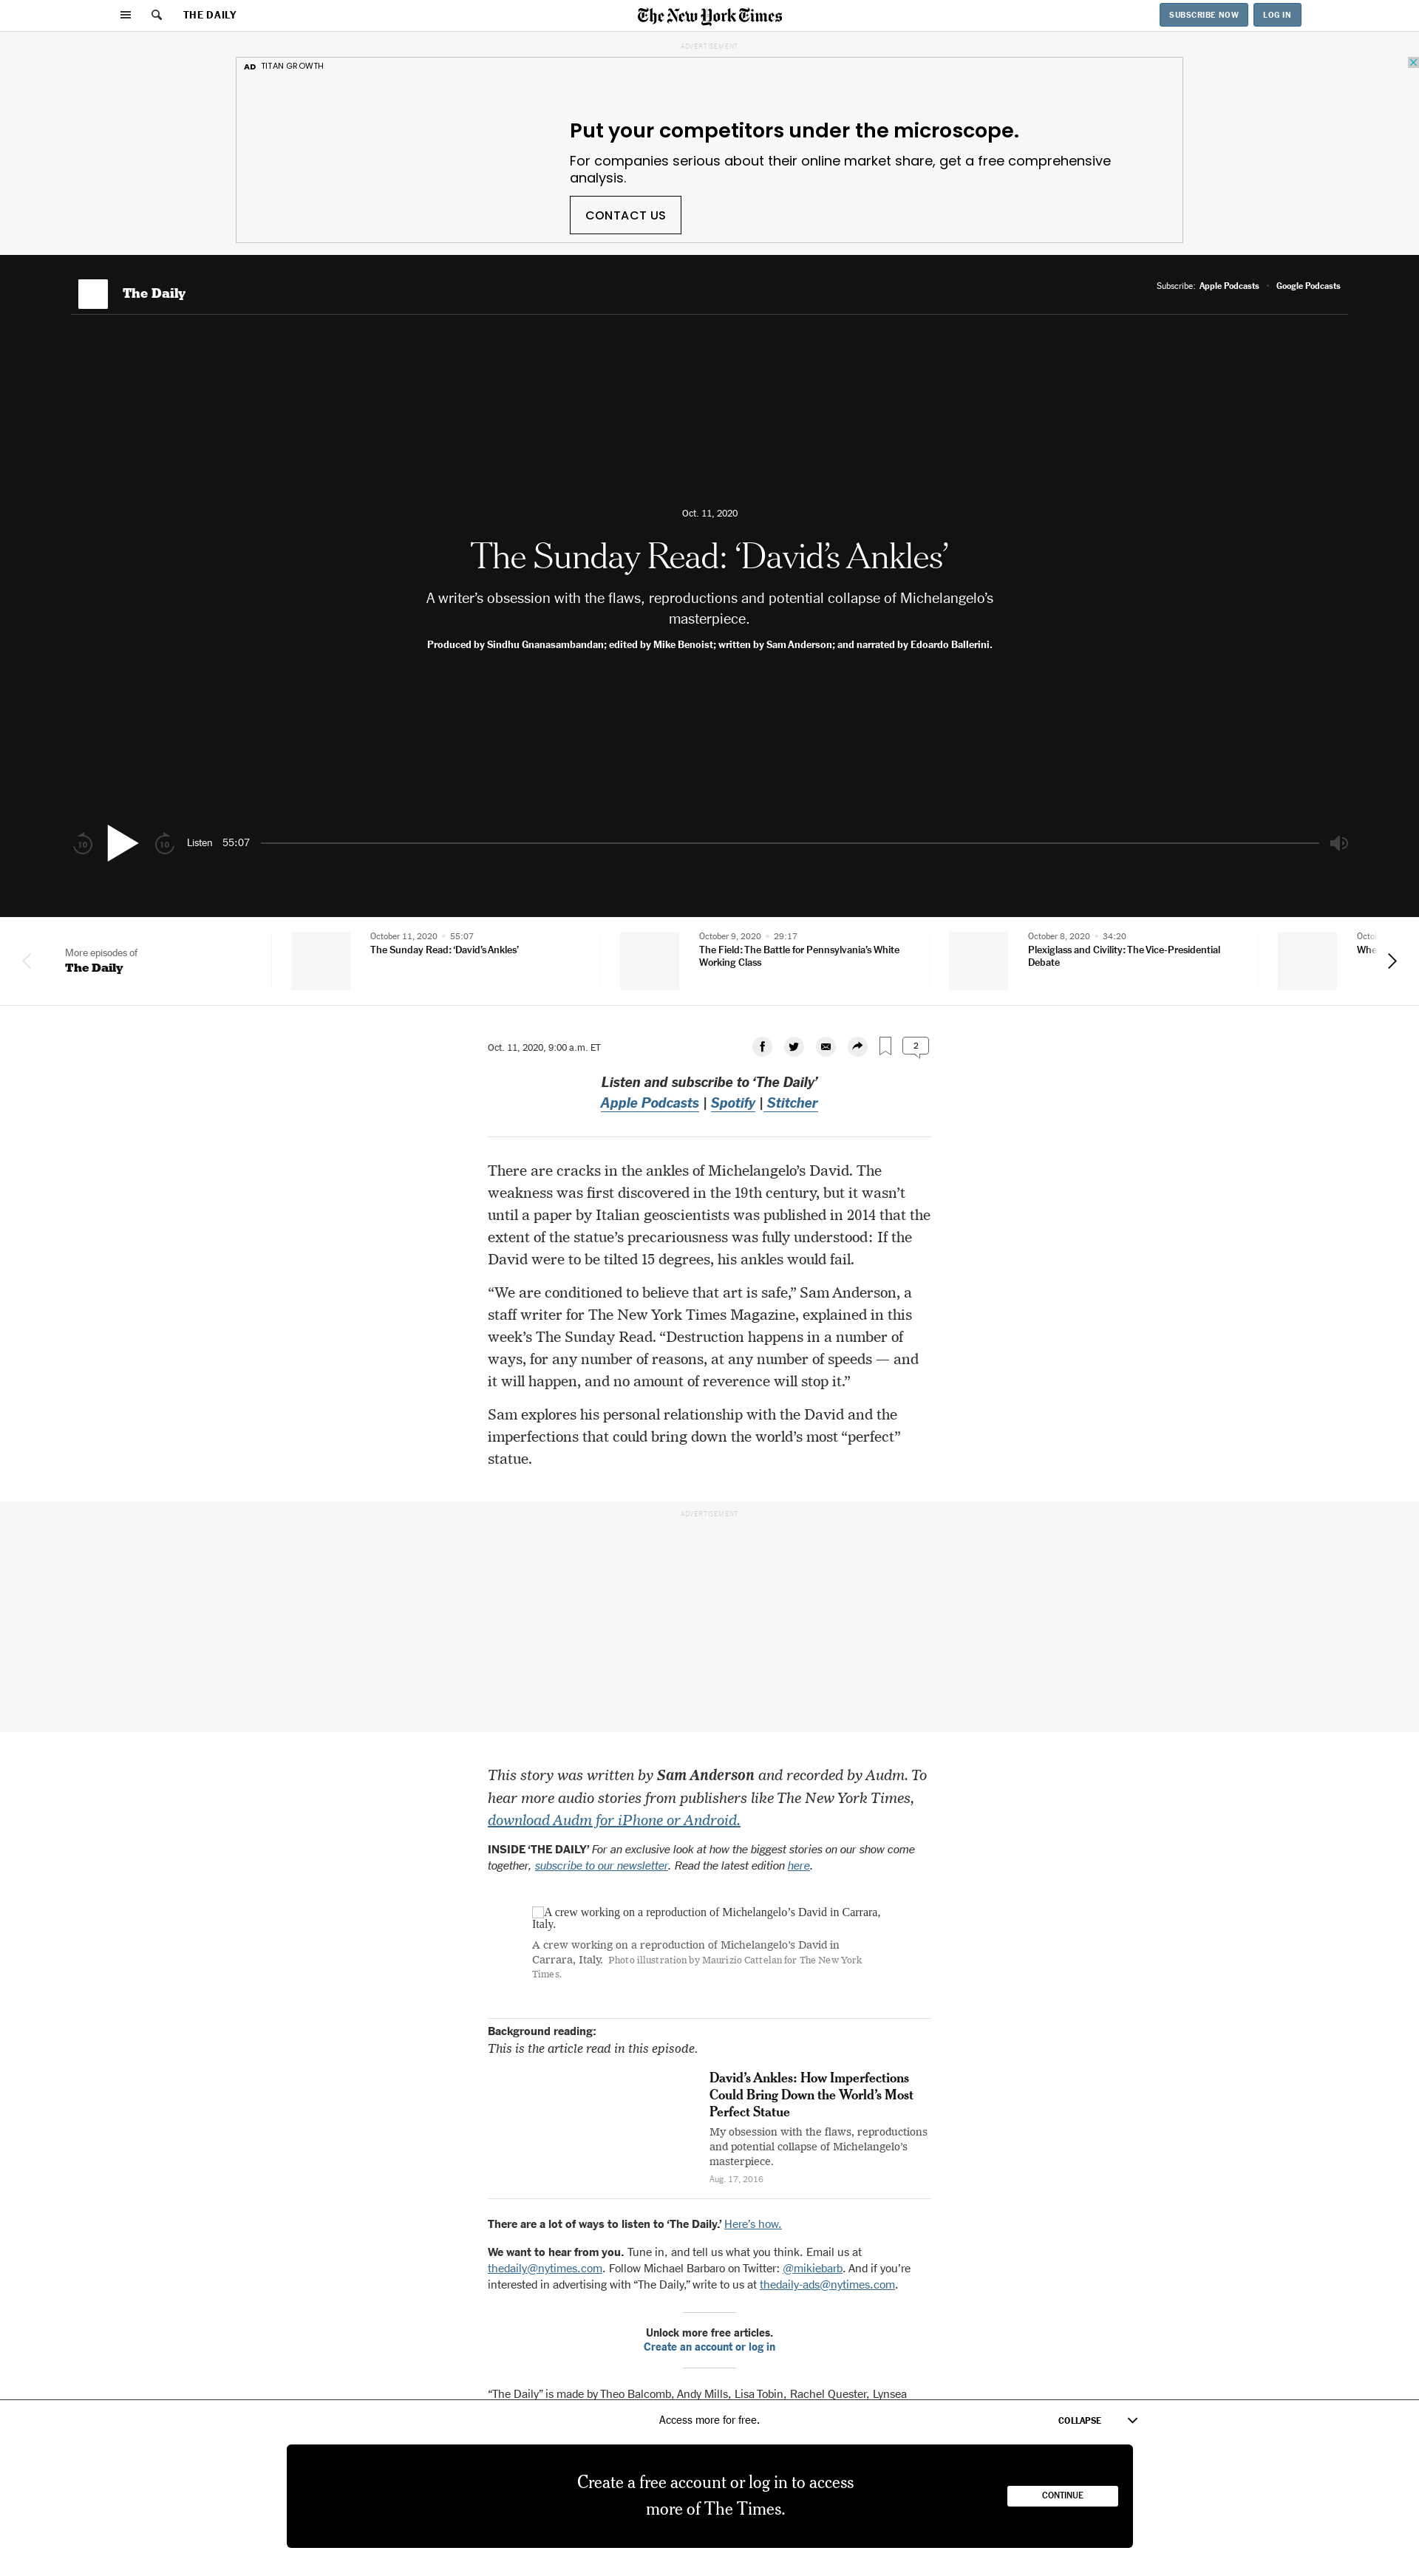 THE DAILY
The New York Times
SUBSCRIBE NOW
LOG IN
ADVERTISEMENT
AD TITAN GROWTH
Put your competitors under the microscope.
For companies serious about their online market share, get a free comprehensive
analysis.
CONTACT US
The Daily
Subscribe: Apple Podcasts • Google Podcasts
Oct. 11, 2020
The Sunday Read: ‘David’s Ankles’
A writer’s obsession with the flaws, reproductions and potential collapse of Michelangelo’s
masterpiece.
Produced by Sindhu Gnanasambandan; edited by Mike Benoist; written by Sam Anderson; and narrated by Edoardo Ballerini.
10
10
Listen 55:07
More episodes of
The Daily
October 11, 2020 • 55:07
The Sunday Read: ‘David’s Ankles’
October 9, 2020 • 29:17
The Field: The Battle for Pennsylvania’s White
Working Class
October 8, 2020 • 34:20
Plexiglass and Civility: The Vice-Presidential
Debate
Oct. 11, 2020, 9:00 a.m. ET
2
Listen and subscribe to ‘The Daily’
Apple Podcasts | Spotify | Stitcher
There are cracks in the ankles of Michelangelo’s David. The
weakness was first discovered in the 19th century, but it wasn’t
until a paper by Italian geoscientists was published in 2014 that the
extent of the statue’s precariousness was fully understood: If the
David were to be tilted 15 degrees, his ankles would fail.
“We are conditioned to believe that art is safe,” Sam Anderson, a
staff writer for The New York Times Magazine, explained in this
week’s The Sunday Read. “Destruction happens in a number of
ways, for any number of reasons, at any number of speeds — and
it will happen, and no amount of reverence will stop it.”
Sam explores his personal relationship with the David and the
imperfections that could bring down the world’s most “perfect”
statue.
ADVERTISEMENT
This story was written by Sam Anderson and recorded by Audm. To
hear more audio stories from publishers like The New York Times,
download Audm for iPhone or Android.
INSIDE ‘THE DAILY’ For an exclusive look at how the biggest stories on our show come
together, subscribe to our newsletter. Read the latest edition here.
A crew working on a reproduction of Michelangelo’s David in Carrara,
Italy.
A crew working on a reproduction of Michelangelo’s David in
Carrara, Italy. Photo illustration by Maurizio Cattelan for The New York
Times.
Background reading:
This is the article read in this episode.
David’s Ankles: How Imperfections
Could Bring Down the World’s Most
Perfect Statue
My obsession with the flaws, reproductions
and potential collapse of Michelangelo’s
masterpiece.
Aug. 17, 2016
There are a lot of ways to listen to ‘The Daily.’ Here’s how.
We want to hear from you. Tune in, and tell us what you think. Email us at
thedaily@nytimes.com. Follow Michael Barbaro on Twitter: @mikiebarb. And if you’re
interested in advertising with “The Daily,” write to us at thedaily-ads@nytimes.com.
Unlock more free articles.
Create an account or log in
“The Daily” is made by Theo Balcomb, Andy Mills, Lisa Tobin, Rachel Quester, Lynsea
Access more for free.
COLLAPSE
Create a free account or log in to access
more of The Times.
CONTINUE